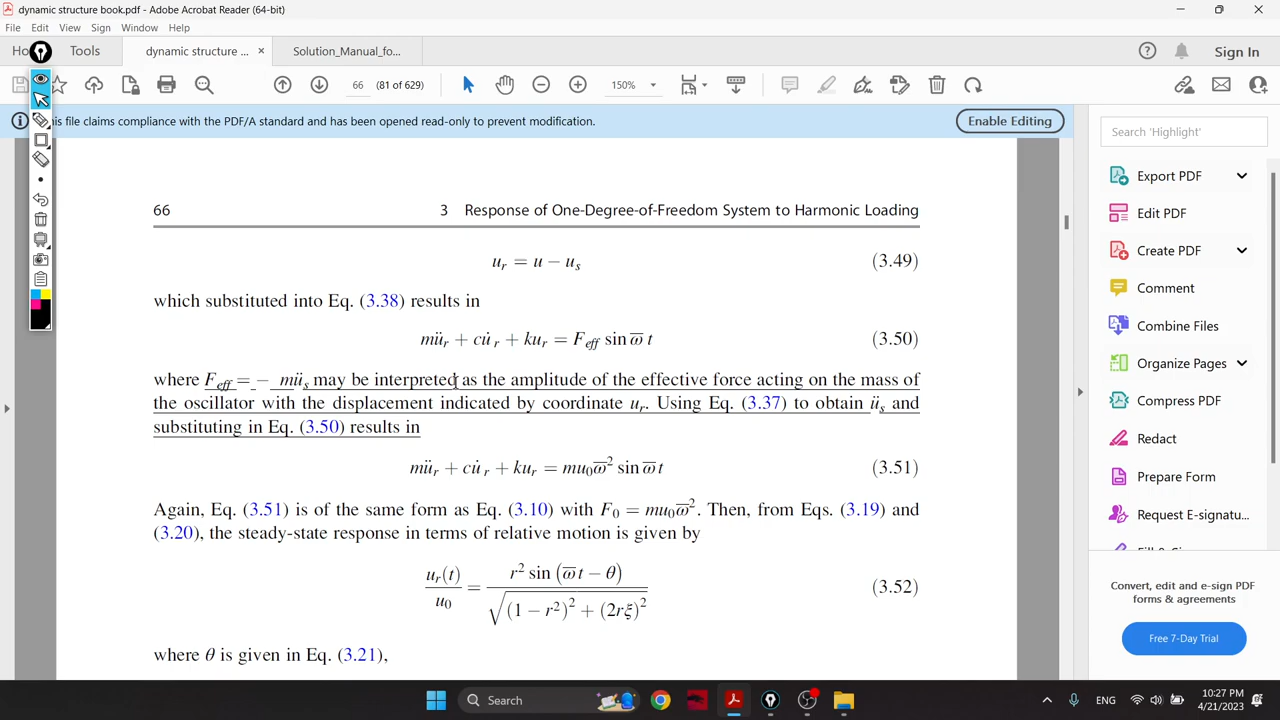 dynamic structure book.pdf - Adobe Acrobat Reader (64-bit)
File Edit View Sign Window Help
Ho Tools dynamic structure ... × Solution_Manual_fo... Sign In
66 (81 of 629) 150%
is file claims compliance with the PDF/A standard and has been opened read-only to prevent modification. Enable Editing
Search 'Highlight'
Export PDF
Edit PDF
Create PDF
Comment
Combine Files
Organize Pages
Compress PDF
Redact
Prepare Form
Request E-signatu...
Convert, edit and e-sign PDF
forms & agreements
Free 7-Day Trial
66 3 Response of One-Degree-of-Freedom System to Harmonic Loading
u_r = u − u_s (3.49)
which substituted into Eq. (3.38) results in
mü_r + cu̇_r + ku_r = F_eff sin ω̅ t (3.50)
where F_eff = − mü_s may be interpreted as the amplitude of the effective force acting on the mass of
the oscillator with the displacement indicated by coordinate u_r. Using Eq. (3.37) to obtain ü_s and
substituting in Eq. (3.50) results in
mü_r + cu̇_r + ku_r = mu₀ω̅² sin ω̅ t (3.51)
Again, Eq. (3.51) is of the same form as Eq. (3.10) with F₀ = mu₀ω̅². Then, from Eqs. (3.19) and
(3.20), the steady-state response in terms of relative motion is given by
u_r(t)/u₀ = r² sin (ω̅ t − θ) / √((1 − r²)² + (2rξ)²) (3.52)
where θ is given in Eq. (3.21),
Search ENG 10:27 PM
4/21/2023